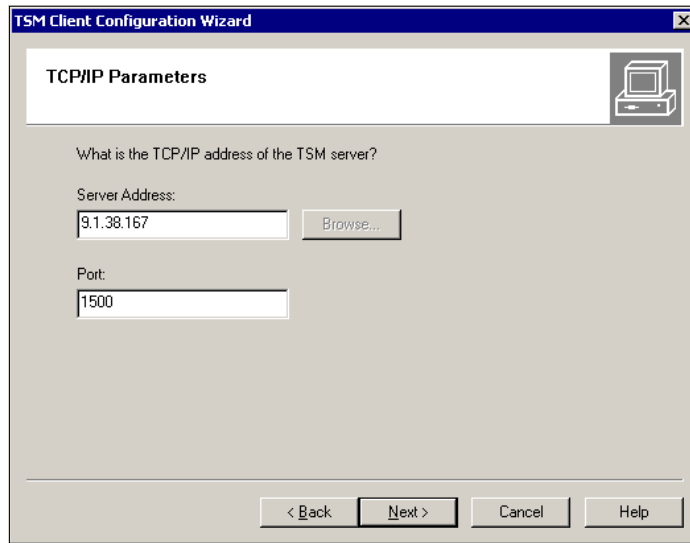 TSM Client Configuration Wizard
TCP/IP Parameters
What is the TCP/IP address of the TSM server?
Server Address:
9.1.38.167
Browse...
Port:
1500
< Back
Next >
Cancel
Help